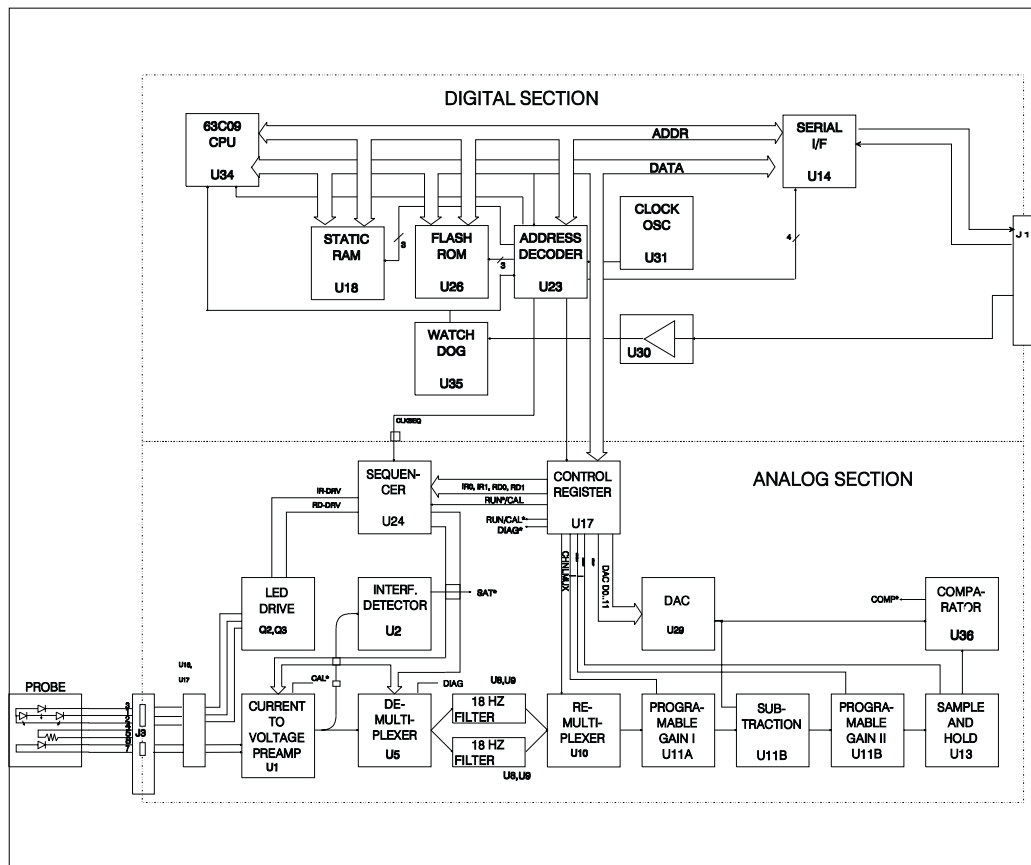 DIGITAL SECTION
63C09
CPU
U34
ADDR
DATA
SERIAL
I/F
U14
STATIC
RAM
U18
3
FLASH
ROM
U26
3
ADDRESS
DECODER
U23
CLOCK
OSC
U31
4
J1
WATCH
DOG
U35
U30
CLKSEQ
ANALOG SECTION
SEQUEN-
CER
U24
IR-DRV
RD-DRV
IR0, IR1, RD0, RD1
RUN*/CAL
CONTROL
REGISTER
U17
RUN/CAL*
DIAG*
CHNLMUX
DAC D0..11
LED
DRIVE
Q2,Q3
INTERF.
DETECTOR
U2
SAT*
DAC
U29
COMP*
COMPA-
RATOR
U36
U16,
U17
PROBE
J3
CAL*
CURRENT
TO
VOLTAGE
PREAMP
U1
DE-
MULTI-
PLEXER
U5
DIAG
U8,U9
18 HZ
FILTER
18 HZ
FILTER
U8,U9
RE-
MULTI-
PLEXER
U10
PROGRA-
MABLE
GAIN I
U11A
SUB-
TRACTION
U11B
PROGRA-
MABLE
GAIN II
U11B
SAMPLE
AND
HOLD
U13